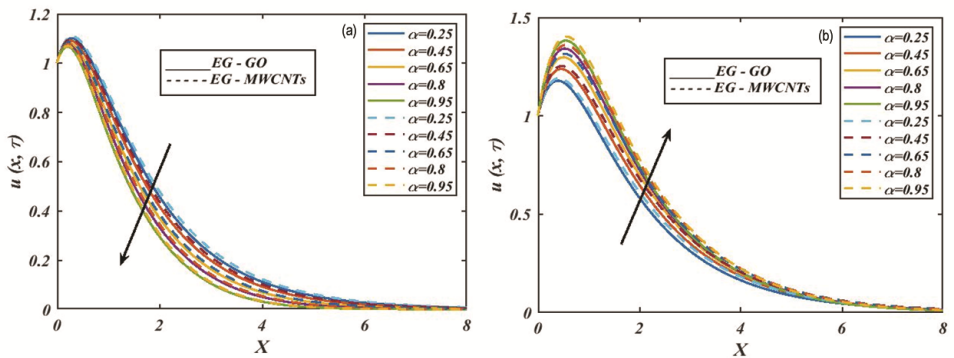 (a)
EG - GO
EG - MWCNTs
α=0.25
α=0.45
α=0.65
α=0.8
α=0.95
α=0.25
α=0.45
α=0.65
α=0.8
α=0.95
u (x, τ)
1.2
1
0.8
0.6
0.4
0.2
0
0 2 4 6 8
X
(b)
EG - GO
EG - MWCNTs
α=0.25
α=0.45
α=0.65
α=0.8
α=0.95
α=0.25
α=0.45
α=0.65
α=0.8
α=0.95
u (x, τ)
1.5
1
0.5
0
0 2 4 6 8
X